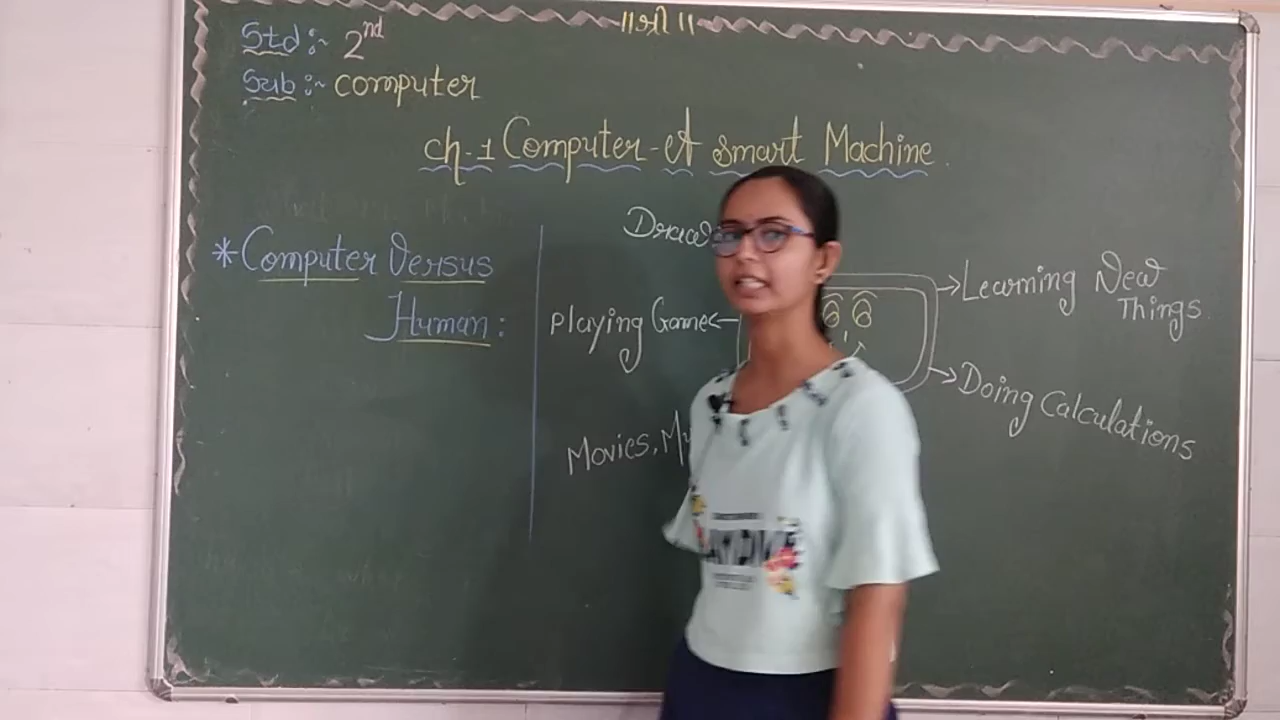 ॥श्री॥
Std :- 2nd
Sub :- computer
ch-1 Computer-A smart Machine
* Computer Versus
Human :
Playing Game
Learning New
Things
Doing Calculations
Movies,